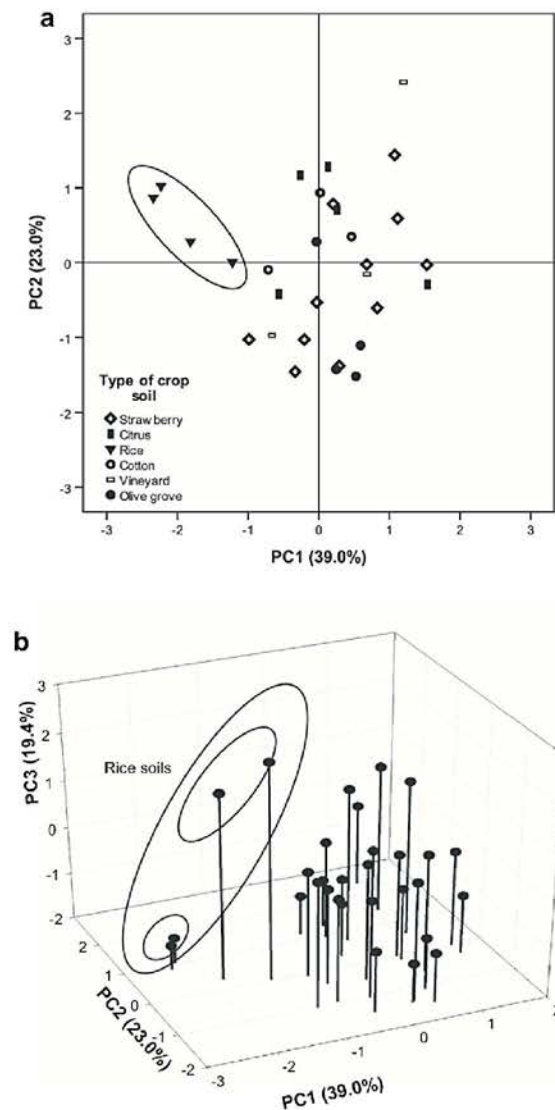 a
3
2
1
0
-1
-2
-3
PC2 (23.0%)
Type of crop
soil
Strawberry
Citrus
Rice
Cotton
Vineyard
Olive grove
-3 -2 -1 0 1 2 3
PC1 (39.0%)
b
3
2
1
0
-1
-2
PC3 (19.4%)
Rice soils
2
1
0
-1
-2
PC2 (23.0%)
-3 -2 -1 0 1 2
PC1 (39.0%)